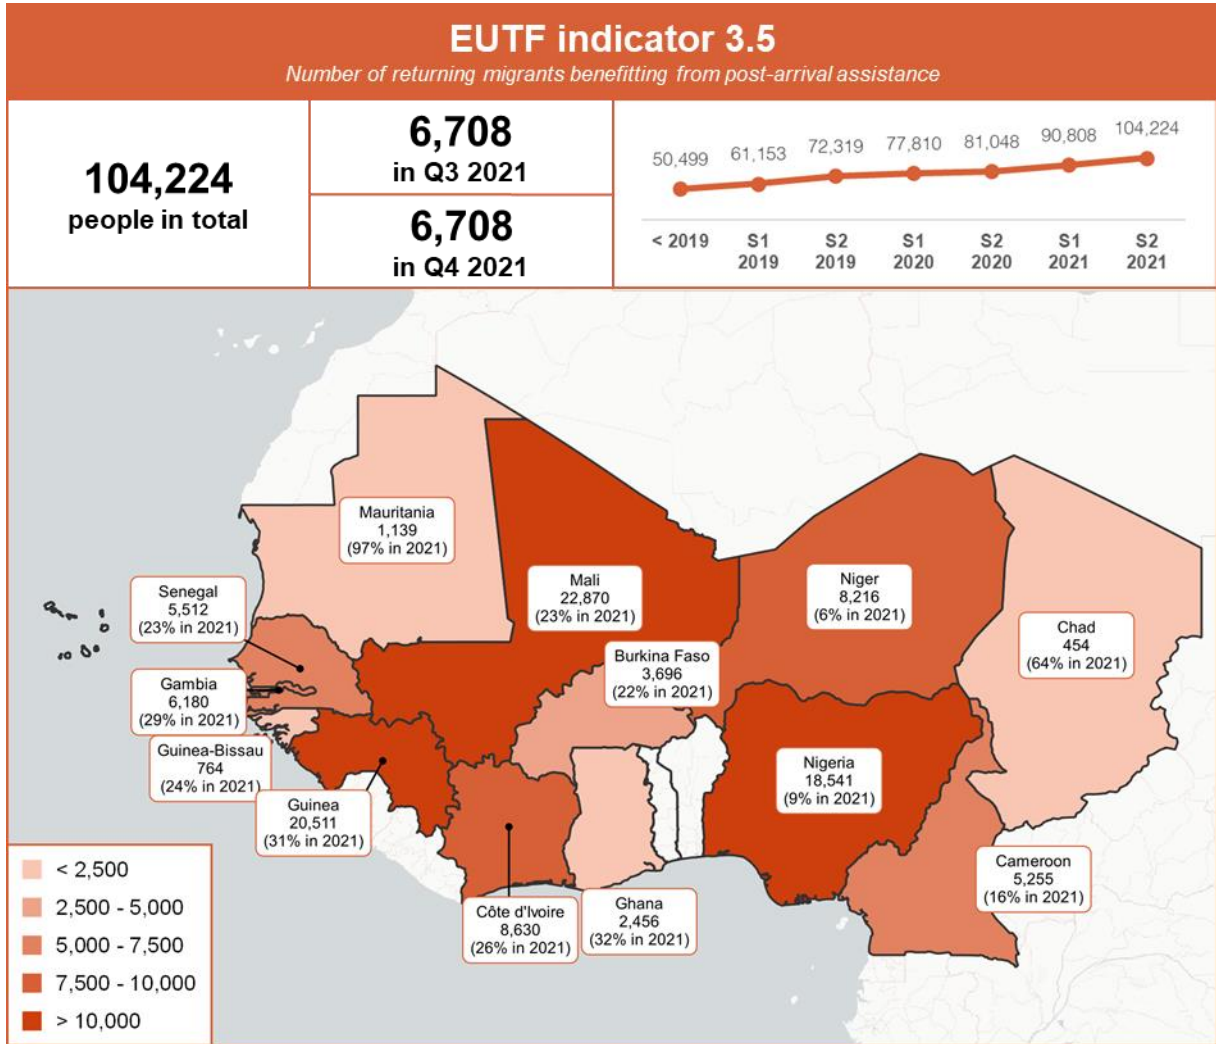 EUTF indicator 3.5
Number of returning migrants benefitting from post-arrival assistance
104,224
people in total
6,708
in Q3 2021
6,708
in Q4 2021
50,499 61,153 72,319 77,810 81,048 90,808 104,224
< 2019 S1 S2 S1 S2 S1 S2
2019 2019 2020 2020 2021 2021
Mauritania
1,139
(97% in 2021)
Mali
22,870
(23% in 2021)
Niger
8,216
(6% in 2021)
Chad
454
(64% in 2021)
Senegal
5,512
(23% in 2021)
Burkina Faso
3,696
(22% in 2021)
Gambia
6,180
(29% in 2021)
Guinea-Bissau
764
(24% in 2021)
Nigeria
18,541
(9% in 2021)
Guinea
20,511
(31% in 2021)
Cameroon
5,255
(16% in 2021)
Côte d'Ivoire
8,630
(26% in 2021)
Ghana
2,456
(32% in 2021)
< 2,500
2,500 - 5,000
5,000 - 7,500
7,500 - 10,000
> 10,000